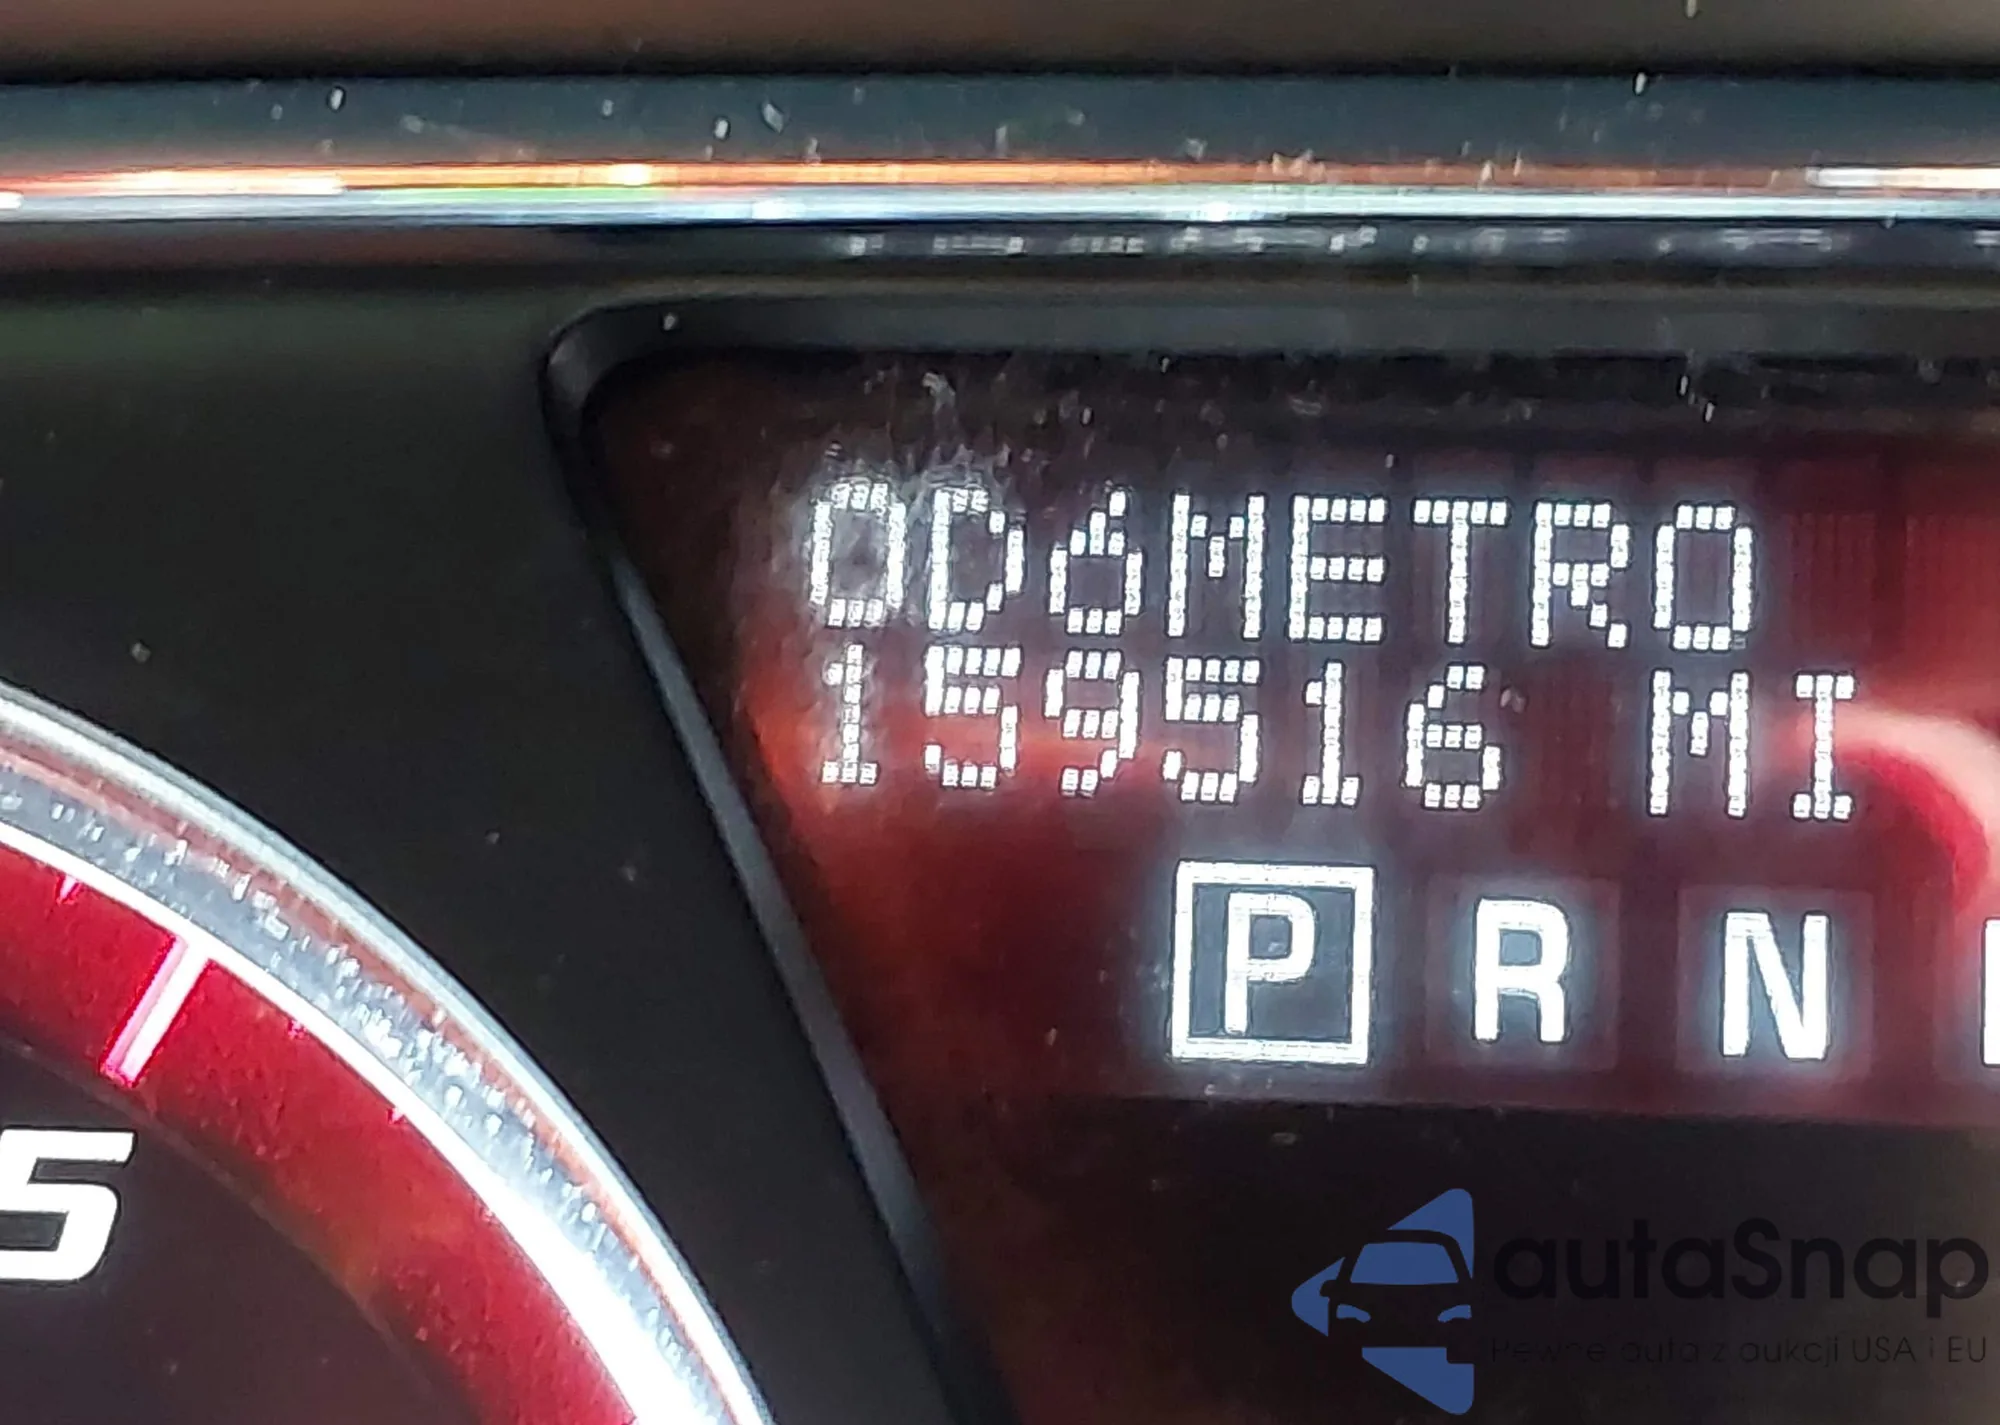 ODóMETRO
159516 MI
P R N
5
autaSnap
Pewne auta z aukcji USA i EU